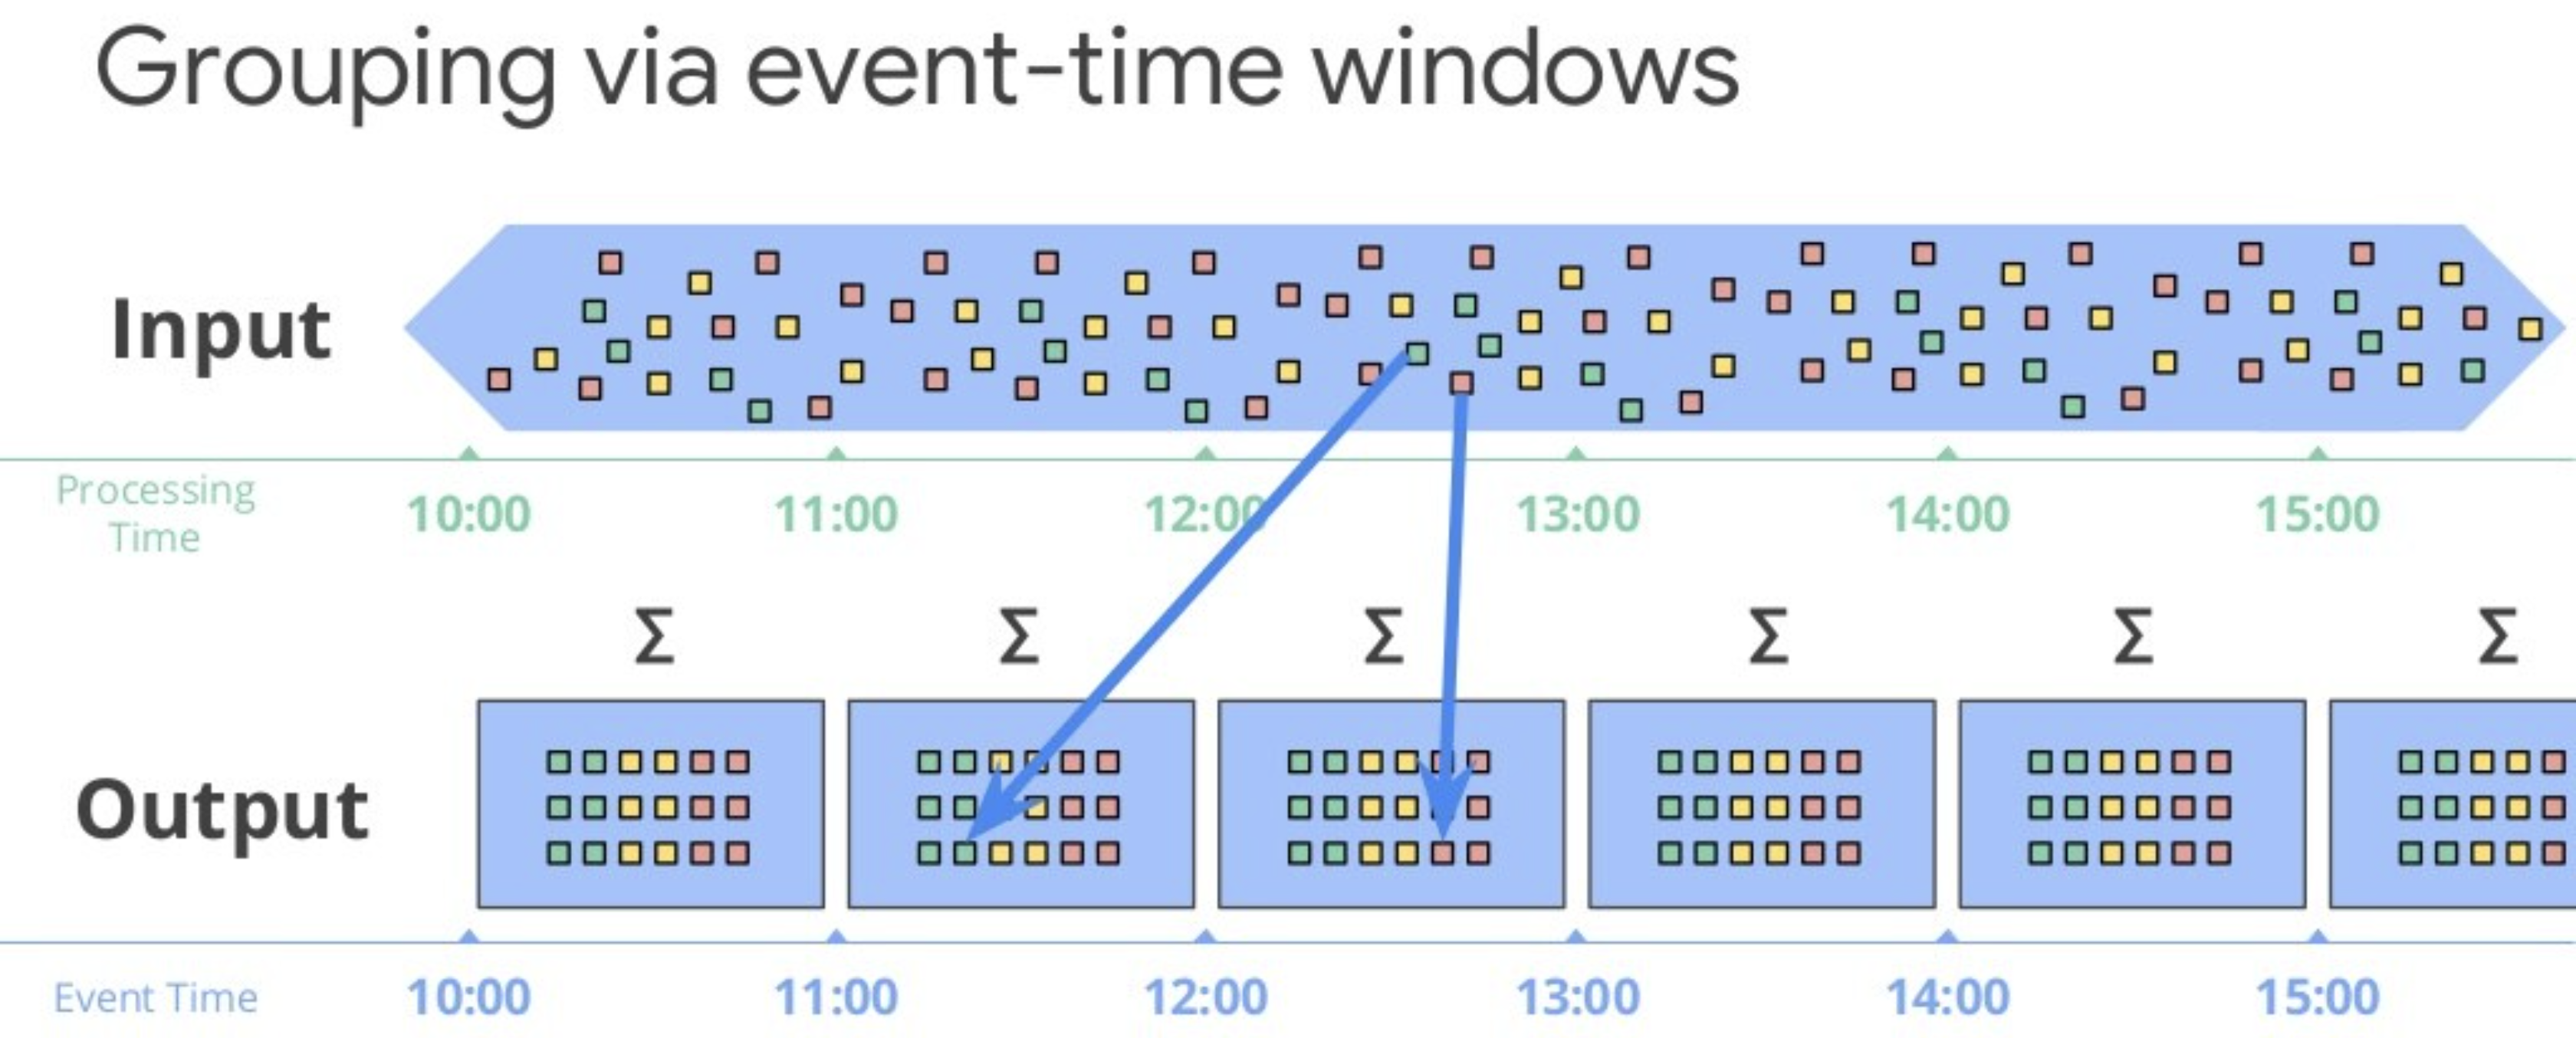 Grouping via event-time windows
Input
Processing
Time
10:00 11:00 12:00 13:00 14:00 15:00
Σ Σ Σ Σ Σ Σ
Output
Event Time 10:00 11:00 12:00 13:00 14:00 15:00